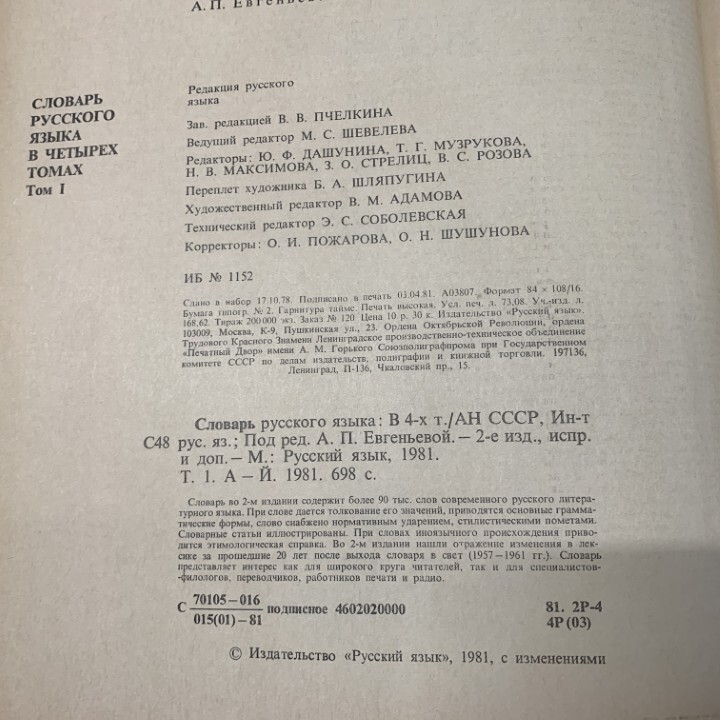 А. П. Евгенье
СЛОВАРЬ
РУССКОГО
ЯЗЫКА
В ЧЕТЫРЕХ
ТОМАХ
Том I
Редакция русского
языка
Зав. редакцией В. В. ПЧЕЛКИНА
Ведущий редактор М. С. ШЕВЕЛЕВА
Редакторы: Ю. Ф. ДАШУНИНА, Т. Г. МУЗРУКОВА,
Н. В. МАКСИМОВА, З. О. СТРЕЛИЦ, В. С. РОЗОВА
Переплет художника Б. А. ШЛЯПУГИНА
Художественный редактор В. М. АДАМОВА
Технический редактор Э. С. СОБОЛЕВСКАЯ
Корректоры: О. И. ПОЖАРОВА, О. Н. ШУШУНОВА
ИБ № 1152
Сдано в набор 17.10.78. Подписано в печать 03.04.81. А03807. Формат 84 × 108/16.
Бумага типогр. № 2. Гарнитура таймс. Печать высокая. Усл. печ. л. 73,08. Уч.-изд. л.
168,62. Тираж 200 000 экз. Заказ № 120 Цена 10 р. 30 к. Издательство «Русский язык».
103009, Москва, К-9, Пушкинская ул., 23. Ордена Октябрьской Революции, ордена
Трудового Красного Знамени Ленинградское производственно-техническое объединение
«Печатный Двор» имени А. М. Горького Союзполиграфпрома при Государственном
комитете СССР по делам издательств, полиграфии и книжной торговли. 197136,
Ленинград, П-136, Чкаловский пр., 15.
Словарь русского языка: В 4-х т./АН СССР, Ин-т
С48 рус. яз.; Под ред. А. П. Евгеньевой. – 2-е изд., испр.
и доп. – М.: Русский язык, 1981.
Т. 1. А – Й. 1981. 698 с.
Словарь во 2-м издании содержит более 90 тыс. слов современного русского литера-
турного языка. При слове дается толкование его значений, приводятся основные грамма-
тические формы, слово снабжено нормативным ударением, стилистическими пометами.
Словарные статьи иллюстрированы. При словах иноязычного происхождения приво-
дится этимологическая справка. Во 2-м издании нашли отражение изменения в лек-
сике за прошедшие 20 лет после выхода словаря в свет (1957 – 1961 гг.). Словарь
представляет интерес как для широкого круга читателей, так и для специалистов-
-филологов, переводчиков, работников печати и радио.
С 70105 – 016
015(01) – 81 подписное 4602020000
81. 2Р-4
4Р (03)
© Издательство «Русский язык», 1981, с изменениями